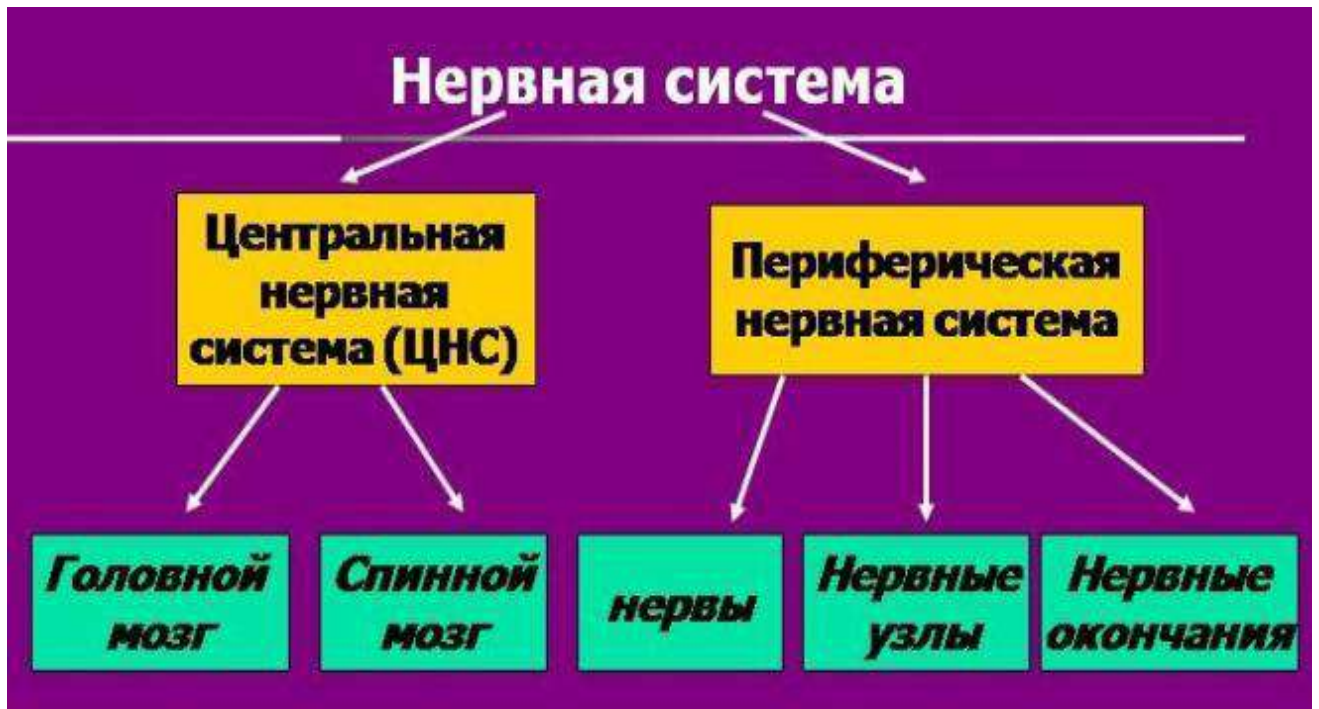 Нервная система
Центральная
нервная
система (ЦНС)
Периферическая
нервная система
Головной
мозг
Спинной
мозг
нервы
Нервные
узлы
Нервные
окончания